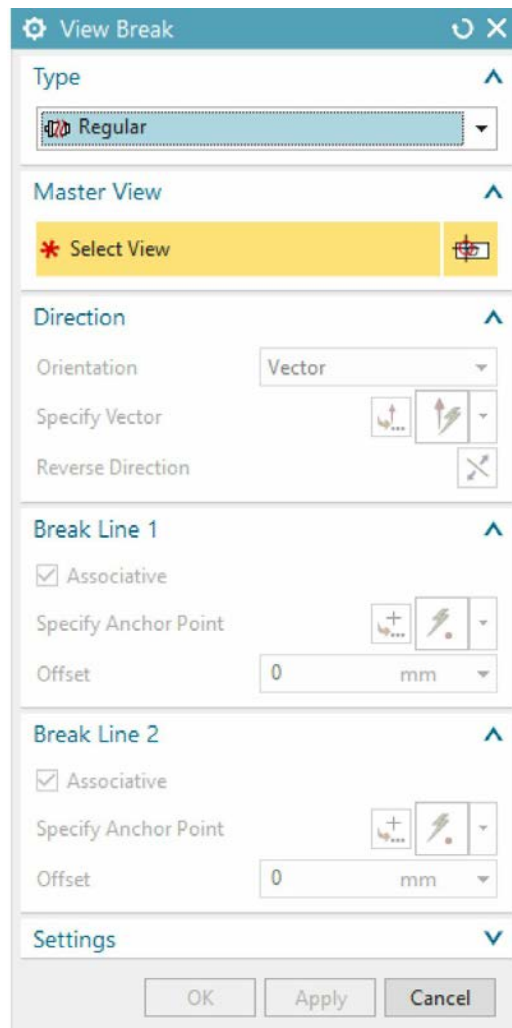 View Break
Type
Regular
Master View
* Select View
Direction
Orientation Vector
Specify Vector
Reverse Direction
Break Line 1
Associative
Specify Anchor Point
Offset 0 mm
Break Line 2
Associative
Specify Anchor Point
Offset 0 mm
Settings
OK Apply Cancel